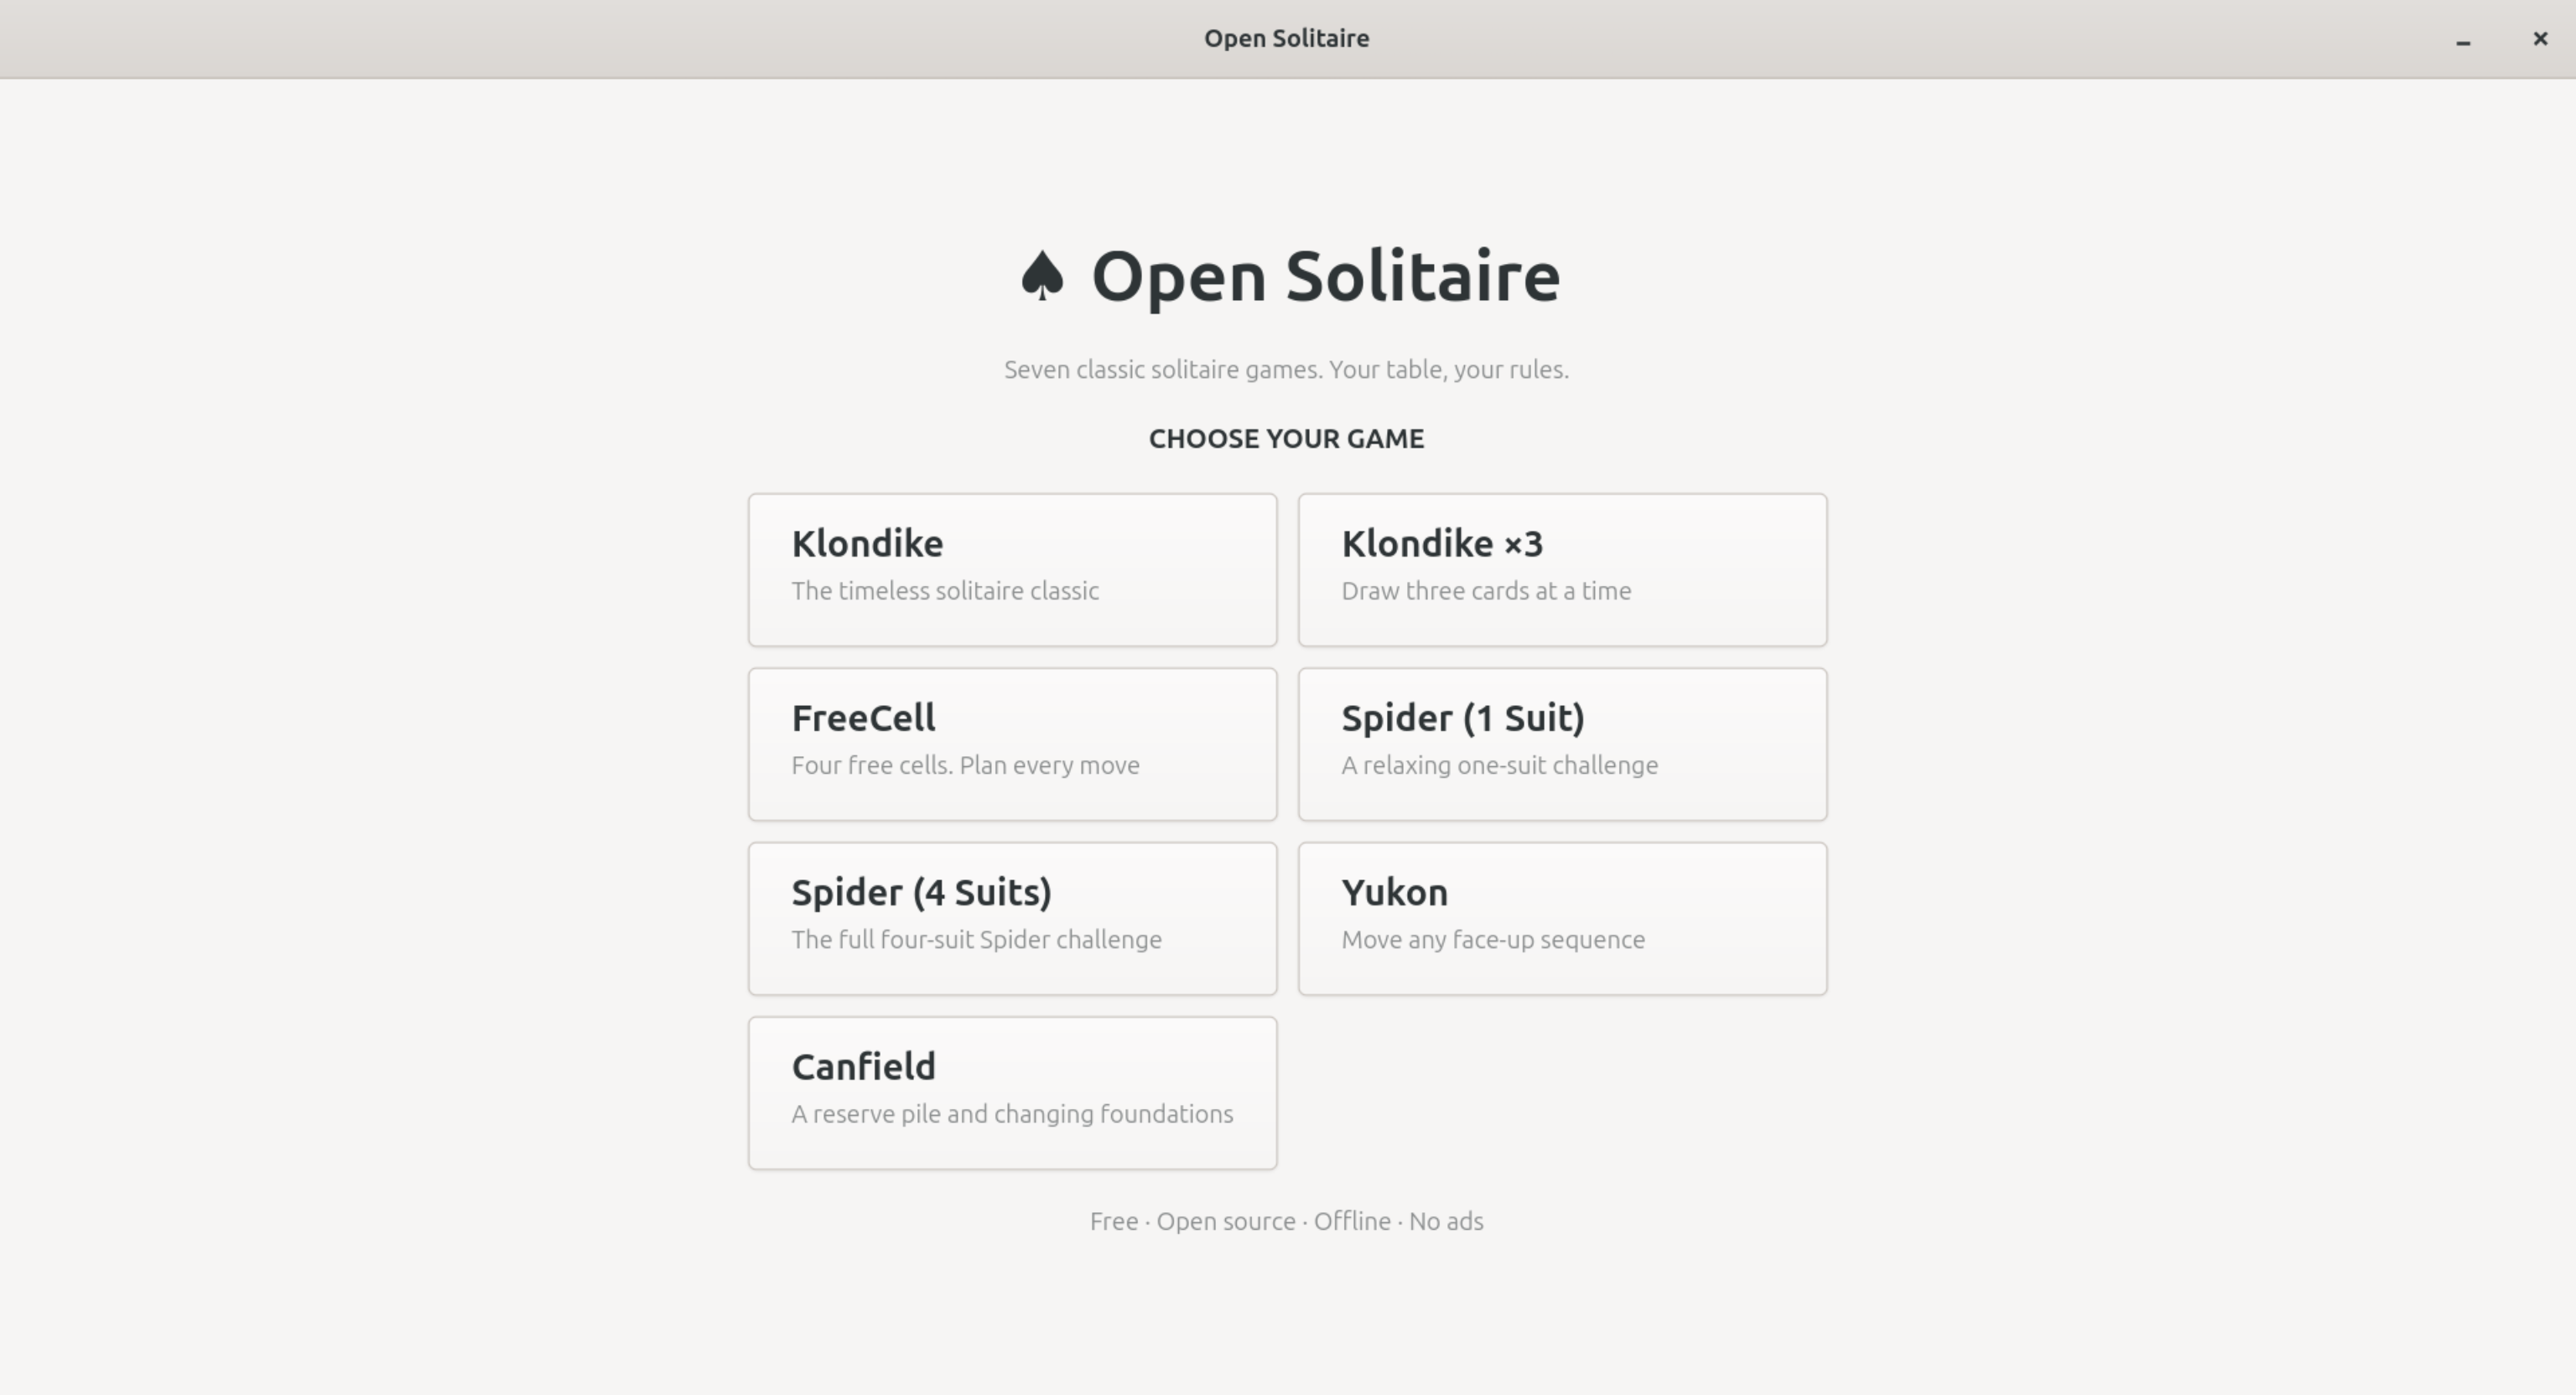 Open Solitaire
♠ Open Solitaire
Seven classic solitaire games. Your table, your rules.
CHOOSE YOUR GAME
Klondike
The timeless solitaire classic
Klondike ×3
Draw three cards at a time
FreeCell
Four free cells. Plan every move
Spider (1 Suit)
A relaxing one-suit challenge
Spider (4 Suits)
The full four-suit Spider challenge
Yukon
Move any face-up sequence
Canfield
A reserve pile and changing foundations
Free · Open source · Offline · No ads